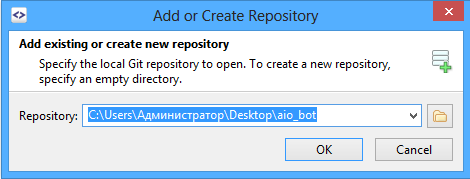 Add or Create Repository
Add existing or create new repository
Specify the local Git repository to open. To create a new repository,
specify an empty directory.
Repository: C:\Users\Администратор\Desktop\aio_bot
OK Cancel